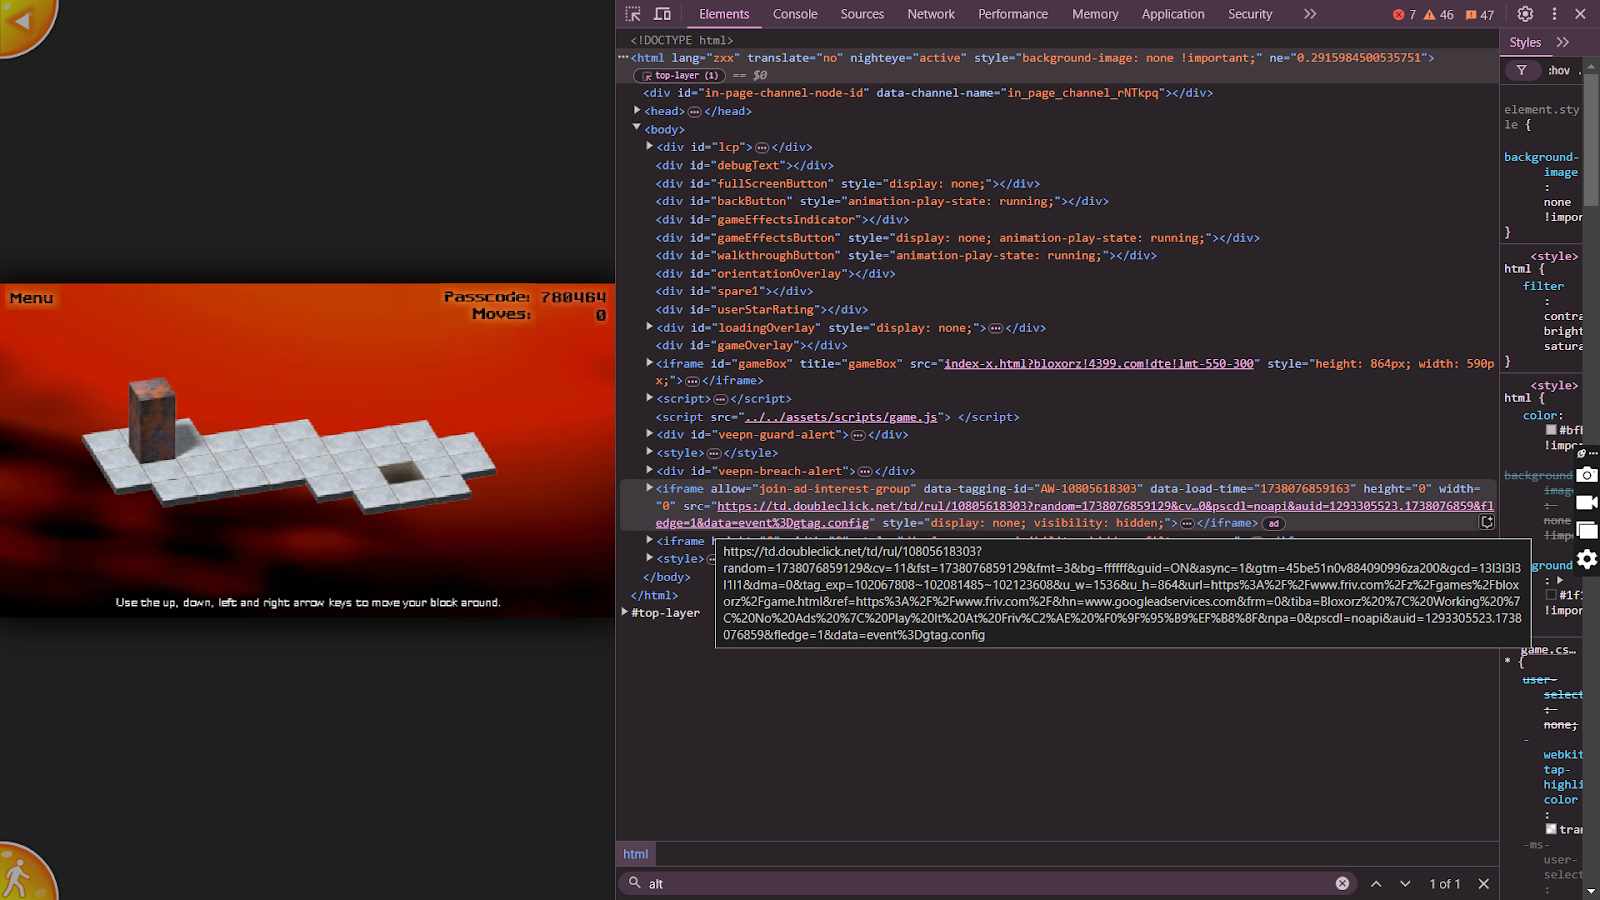 Menu
Passcode: 780464
Moves: 0
Use the up, down, left and right arrow keys to move your block around.
Elements Console Sources Network Performance Memory Application Security 7 46 47
<!DOCTYPE html>
<html lang="zxx" translate="no" nighteye="active" style="background-image: none !important;" ne="0.2915984500535751">
top-layer (1) == $0
<div id="in-page-channel-node-id" data-channel-name="in_page_channel_rNTkpq"></div>
<head></head>
<body>
<div id="lcp"></div>
<div id="debugText"></div>
<div id="fullScreenButton" style="display: none;"></div>
<div id="backButton" style="animation-play-state: running;"></div>
<div id="gameEffectsIndicator"></div>
<div id="gameEffectsButton" style="display: none; animation-play-state: running;"></div>
<div id="walkthroughButton" style="animation-play-state: running;"></div>
<div id="orientationOverlay"></div>
<div id="spare1"></div>
<div id="userStarRating"></div>
<div id="loadingOverlay" style="display: none;"></div>
<div id="gameOverlay"></div>
<iframe id="gameBox" title="gameBox" src="index-x.html?bloxorz!4399.com!dte!lmt-550-300" style="height: 864px; width: 590p
x;"></iframe>
<script></script>
<script src="../../assets/scripts/game.js"> </script>
<div id="veepn-guard-alert"></div>
<style></style>
<div id="veepn-breach-alert"></div>
<iframe allow="join-ad-interest-group" data-tagging-id="AW-10805618303" data-load-time="1738076859163" height="0" width=
"0" src="https://td.doubleclick.net/td/rul/10805618303?random=1738076859129&cv…0&pscdl=noapi&auid=1293305523.1738076859&fl
edge=1&data=event%3Dgtag.config" style="display: none; visibility: hidden;"></iframe> ad
<iframe
<style>
</body>
</html>
#top-layer
https://td.doubleclick.net/td/rul/10805618303?
random=1738076859129&cv=11&fst=1738076859129&fmt=3&bg=ffffff&guid=ON&async=1&gtm=45be51n0v884090996za200&gcd=13l3l3l3
l1l1&dma=0&tag_exp=102067808~102081485~102123608&u_w=1536&u_h=864&url=https%3A%2F%2Fwww.friv.com%2Fz%2Fgames%2Fblox
orz%2Fgame.html&ref=https%3A%2F%2Fwww.friv.com%2F&hn=www.googleadservices.com&frm=0&tiba=Bloxorz%20%7C%20Working%20%7
C%20No%20Ads%20%7C%20Play%20It%20At%20Friv%C2%AE%20%F0%9F%95%B9%EF%B8%8F&npa=0&pscdl=noapi&auid=1293305523.1738
076859&fledge=1&data=event%3Dgtag.config
html
alt
1 of 1
Styles
:hov
element.sty
le {
background-
image
:
none
!impor
}
<style>
html {
filter
:
contra
bright
satura
}
<style>
html {
color:
#bf
!impo
background
imag
:
none
!imp
ground
:
#1f
!impor
game.cs…
* {
user-
select
:
none;
-
webkit
tap-
highli
color
:
tran
-ms-
user-
select
: